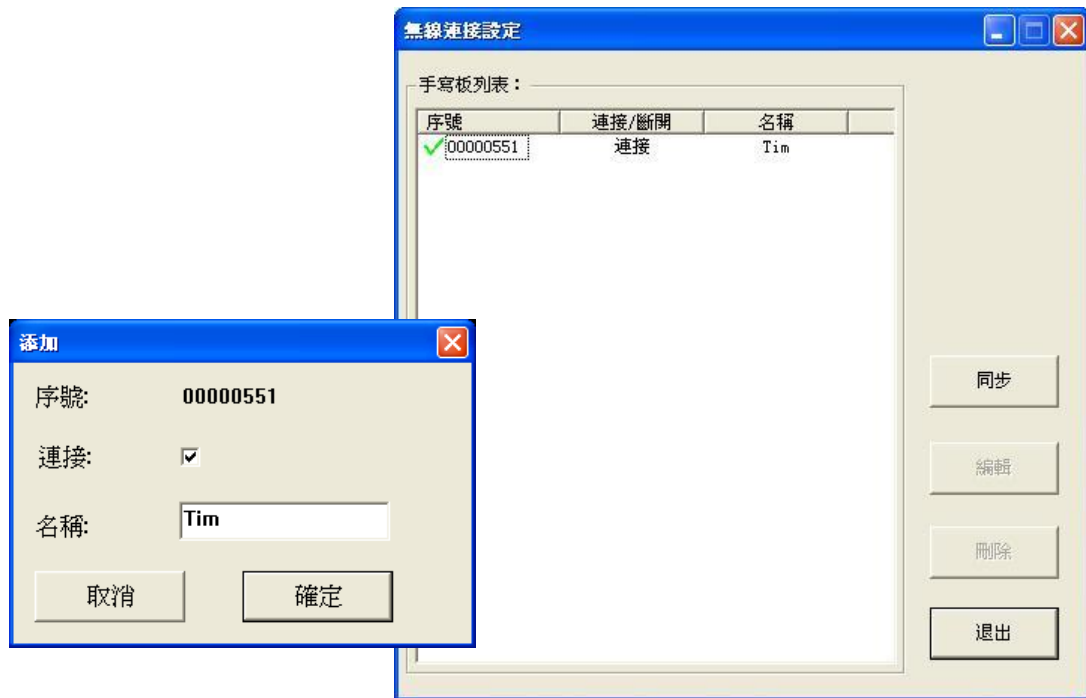 無線連接設定
手寫板列表：
序號 連接/斷開 名稱
00000551 連接 Tim
同步
編輯
刪除
退出
添加
序號: 00000551
連接:
名稱: Tim
取消 確定